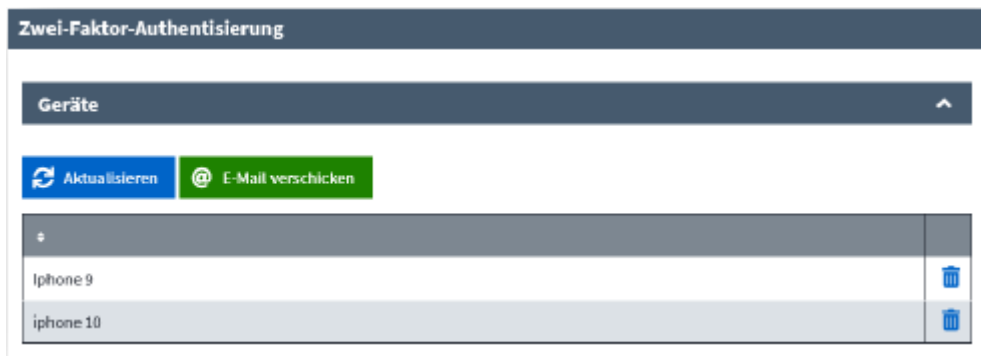 Zwei-Faktor-Authentisierung
Geräte
Aktualisieren @ E-Mail verschicken
Iphone 9
iphone 10